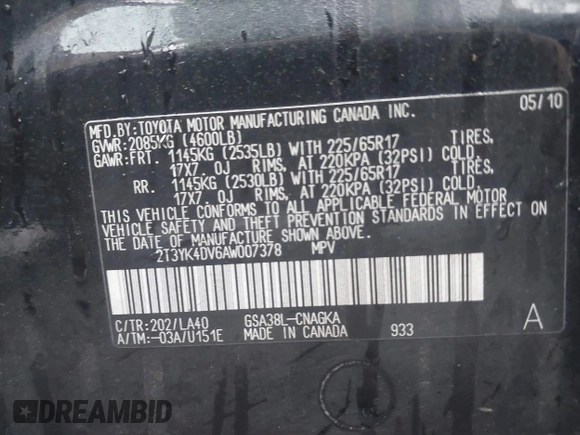 MFD.BY:TOYOTA MOTOR MANUFACTURING CANADA INC. 05/10
GVWR:2085KG (4600LB)
GAWR:FRT. 1145KG (2535LB) WITH 225/65R17 TIRES,
17X7 OJ RIMS, AT 220KPA (32PSI) COLD.
RR. 1145KG (2530LB) WITH 225/65R17 TIRES,
17X7 OJ RIMS, AT 220KPA (32PSI) COLD.
THIS VEHICLE CONFORMS TO ALL APPLICABLE FEDERAL MOTOR
VEHICLE SAFETY AND THEFT PREVENTION STANDARDS IN EFFECT ON
THE DATE OF MANUFACTURE SHOWN ABOVE.
2T3YK4DV6AW007378 MPV
C/TR:202/LA40 GSA38L-CNAGKA A
A/TM:-03A/U151E MADE IN CANADA 933
DREAMBID